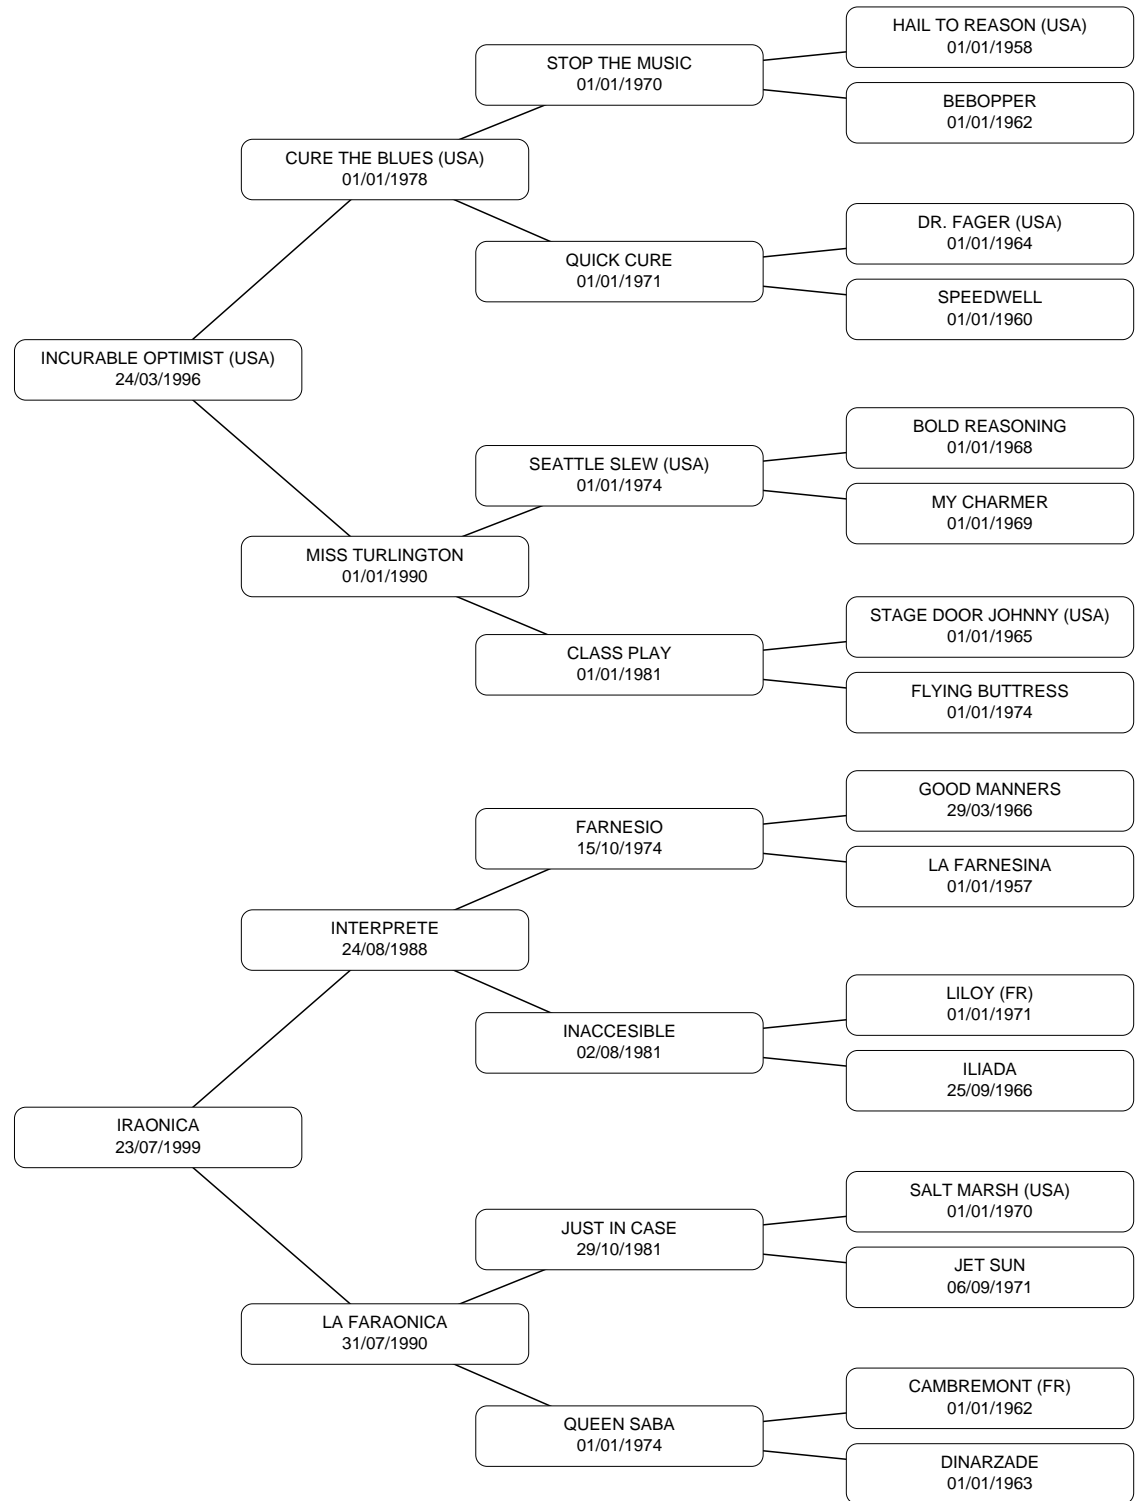 HAIL TO REASON (USA)
01/01/1958
STOP THE MUSIC
01/01/1970
BEBOPPER
01/01/1962
CURE THE BLUES (USA)
01/01/1978
DR. FAGER (USA)
01/01/1964
QUICK CURE
01/01/1971
SPEEDWELL
01/01/1960
INCURABLE OPTIMIST (USA)
24/03/1996
BOLD REASONING
01/01/1968
SEATTLE SLEW (USA)
01/01/1974
MY CHARMER
01/01/1969
MISS TURLINGTON
01/01/1990
STAGE DOOR JOHNNY (USA)
01/01/1965
CLASS PLAY
01/01/1981
FLYING BUTTRESS
01/01/1974
GOOD MANNERS
29/03/1966
FARNESIO
15/10/1974
LA FARNESINA
01/01/1957
INTERPRETE
24/08/1988
LILOY (FR)
01/01/1971
INACCESIBLE
02/08/1981
ILIADA
25/09/1966
IRAONICA
23/07/1999
SALT MARSH (USA)
01/01/1970
JUST IN CASE
29/10/1981
JET SUN
06/09/1971
LA FARAONICA
31/07/1990
CAMBREMONT (FR)
01/01/1962
QUEEN SABA
01/01/1974
DINARZADE
01/01/1963